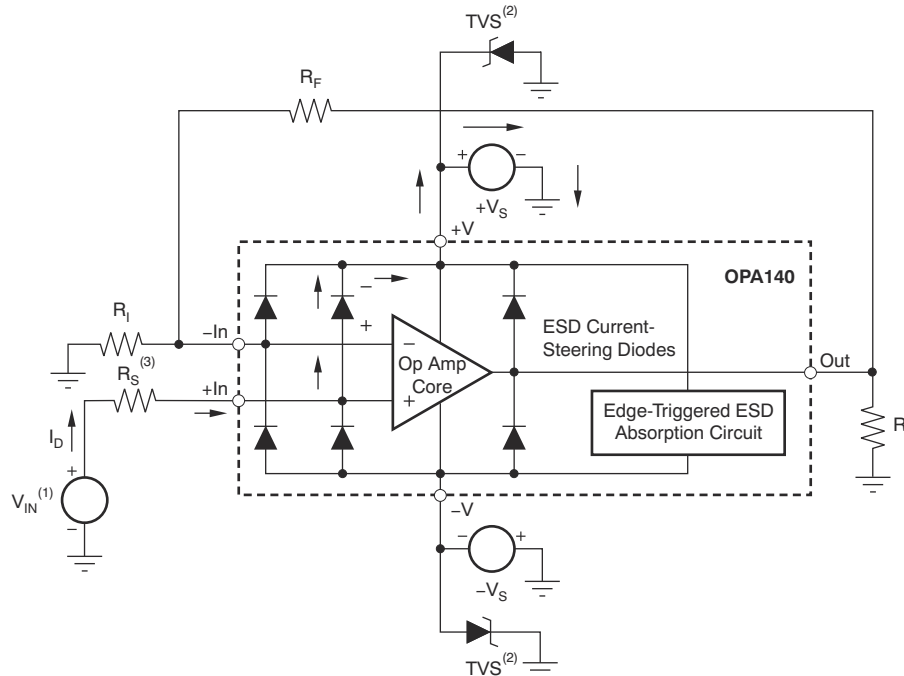 TVS(2)
RF
+ −
+VS
+V
OPA140
−
+
RI
−In
RS(3)
+In
ID
+
VIN(1)
−
−
+
Op Amp
Core
ESD Current-
Steering Diodes
Out
Edge-Triggered ESD
Absorption Circuit
R
−V
− +
−VS
TVS(2)